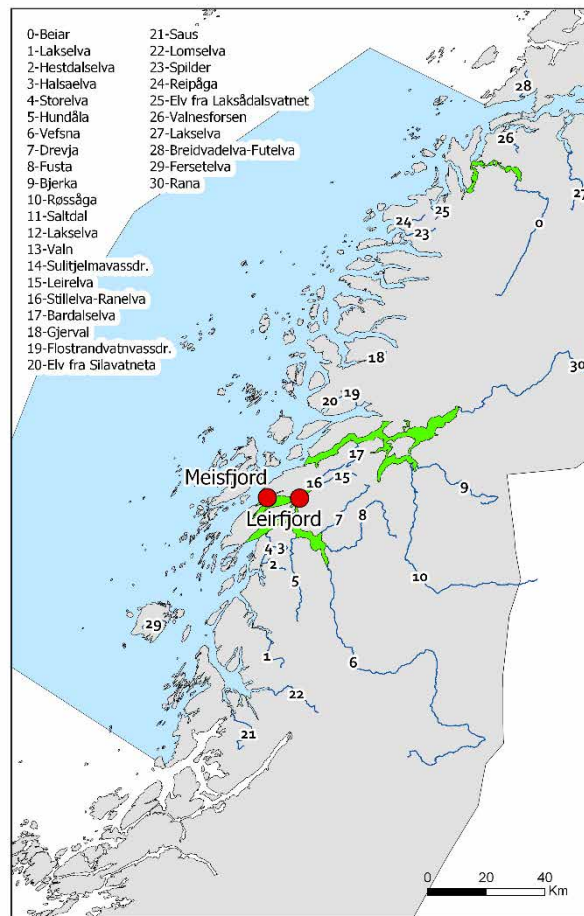 0-Beiar
1-Lakselva
2-Hestdalselva
3-Halsaelva
4-Storelva
5-Hundåla
6-Vefsna
7-Drevja
8-Fusta
9-Bjerka
10-Røssåga
11-Saltdal
12-Lakselva
13-Valn
14-Sulitjelmavassdr.
15-Leirelva
16-Stillelva-Ranelva
17-Bardalselva
18-Gjerval
19-Flostrandvatnvassdr.
20-Elv fra Silavatneta
21-Saus
22-Lomselva
23-Spilder
24-Reipåga
25-Elv fra Laksådalsvatnet
26-Valnesforsen
27-Lakselva
28-Breidvadelva-Futelva
29-Fersetelva
30-Rana
28
26
25
24
23
0
27
18
30
19
20
17
16
15
9
Meisfjord
Leirfjord
7
8
4
3
2
5
10
29
1
6
22
21
0 20 40
Km